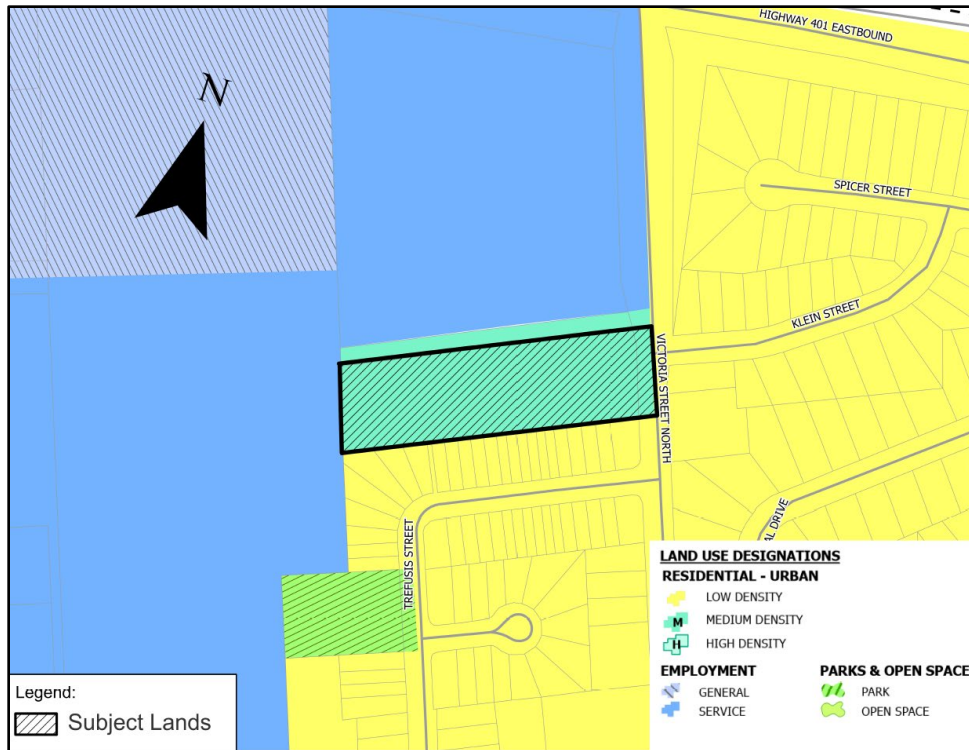 HIGHWAY 401 EASTBOUND
N
SPICER STREET
KLEIN STREET
VICTORIA STREET NORTH
TREFUSIS STREET
AL DRIVE
LAND USE DESIGNATIONS
RESIDENTIAL - URBAN
LOW DENSITY
M MEDIUM DENSITY
H HIGH DENSITY
EMPLOYMENT PARKS & OPEN SPACE
GENERAL PARK
SERVICE OPEN SPACE
Legend:
Subject Lands